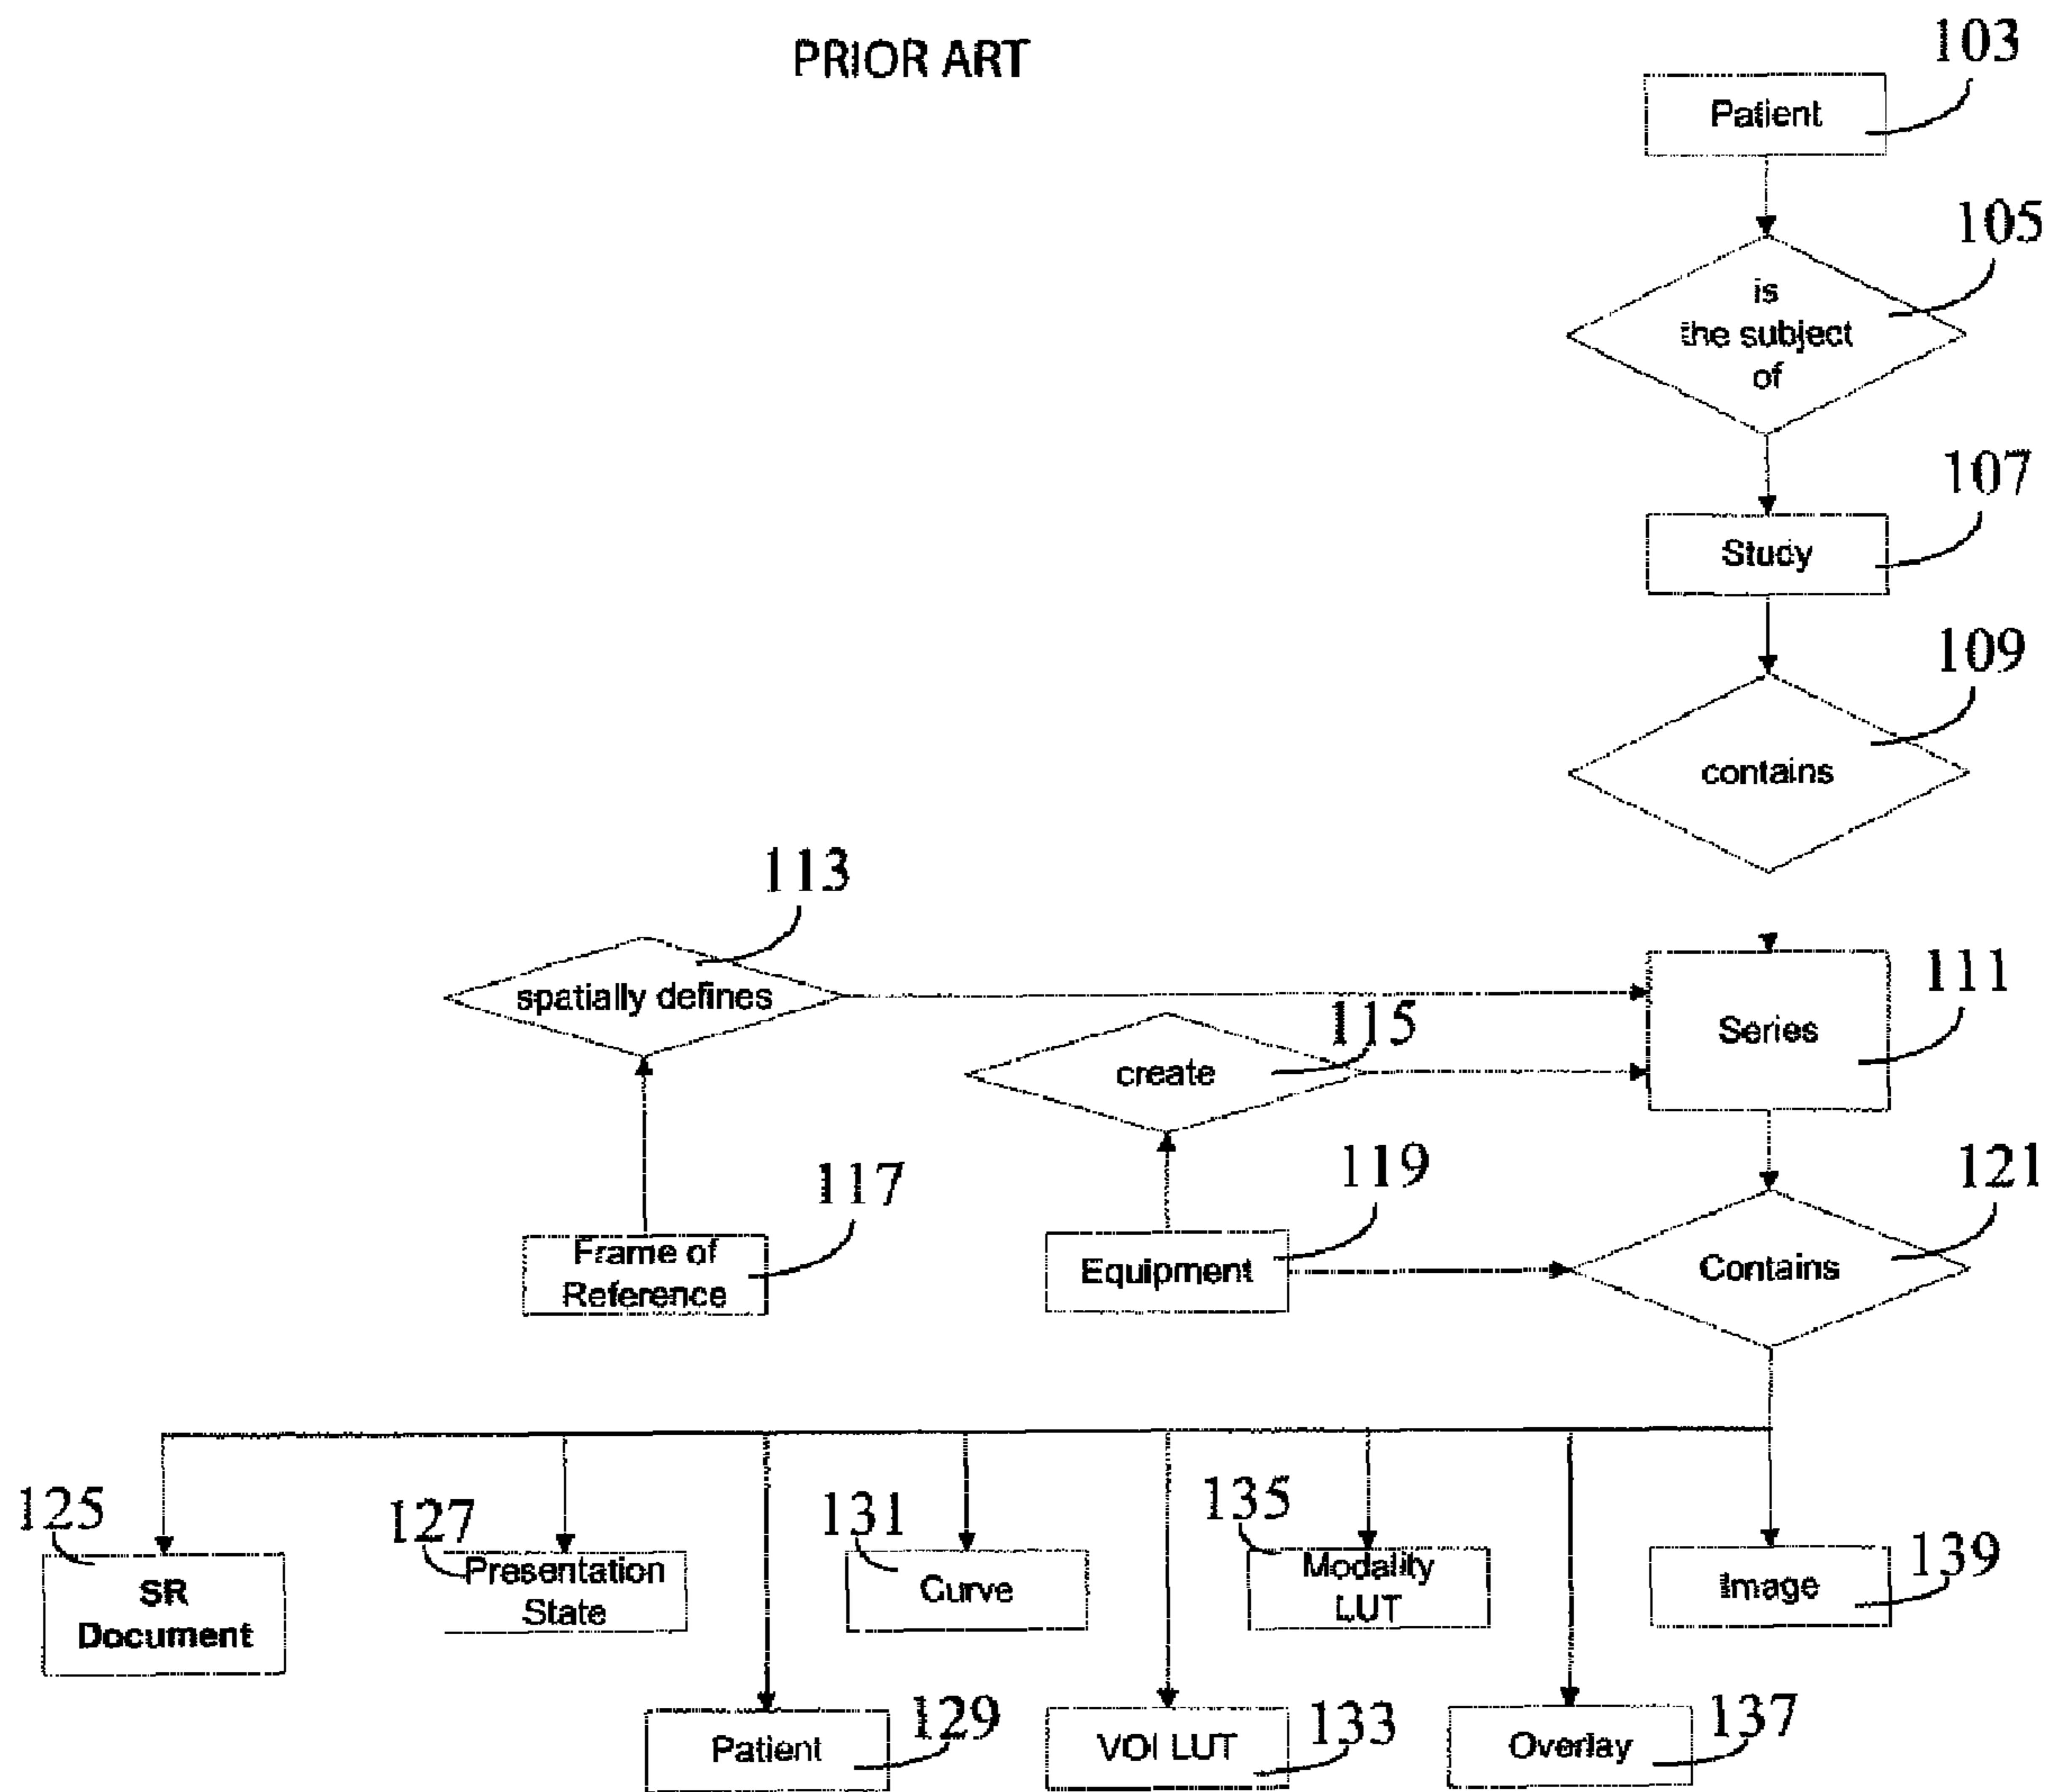 PRIOR ART
103
Patient
105
is
the subject
of
107
Study
109
contains
113
spatially defines
115
create
111
Series
117
Frame of
Reference
119
Equipment
121
Contains
125
SR
Document
127
Presentation
State
131
Curve
135
Modality
LUT
139
Image
129
Patient
133
VOI LUT
137
Overlay